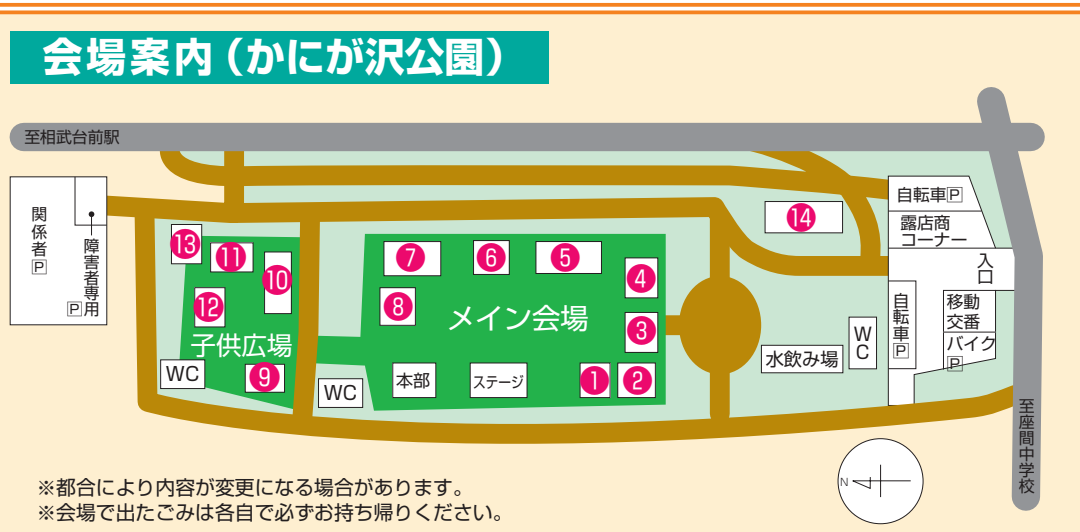 会場案内（かにが沢公園）
至相武台前駅
関係者P
障害者専用P
⑬
⑪
⑩
⑫
子供広場
⑨
WC
WC
⑦
⑥
⑤
④
⑧
メイン会場
③
本部
ステージ
①
②
⑭
水飲み場
WC
自転車P
露店商
コーナー
入口
自転車P
移動
交番
バイク
P
至座間中学校
N
※都合により内容が変更になる場合があります。
※会場で出たごみは各自で必ずお持ち帰りください。